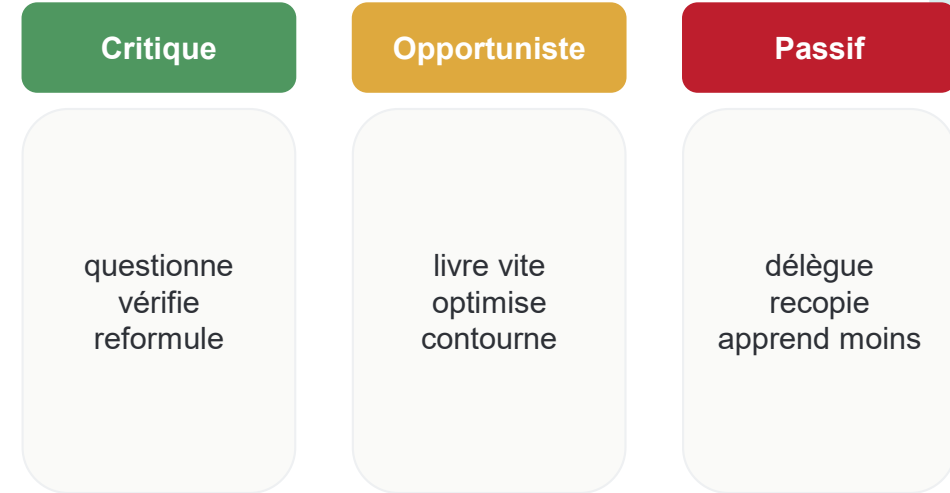 Critique
questionne
vérifie
reformule
Opportuniste
livre vite
optimise
contourne
Passif
délègue
recopie
apprend moins